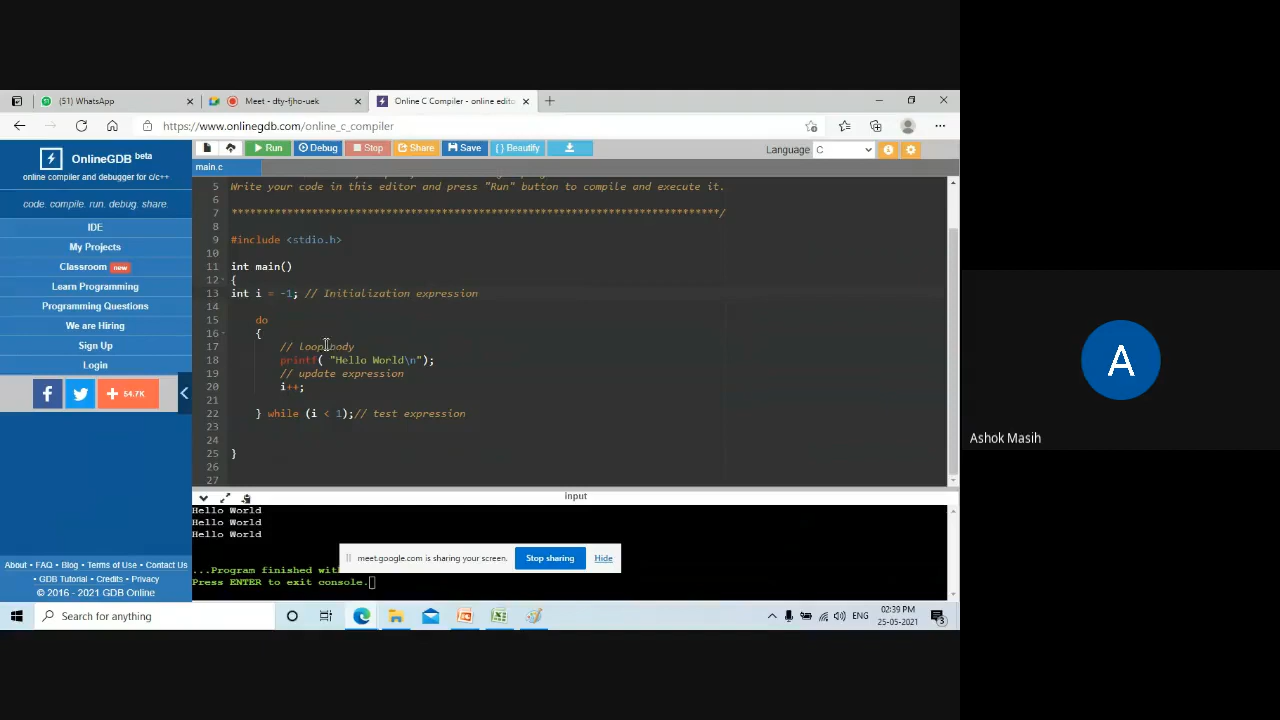 (51) WhatsApp
Meet - dty-fjho-uek
Online C Compiler - online edito
https://www.onlinegdb.com/online_c_compiler
OnlineGDB beta
online compiler and debugger for c/c++
code. compile. run. debug. share.
IDE
My Projects
Classroom new
Learn Programming
Programming Questions
We are Hiring
Sign Up
Login
54.7K
About • FAQ • Blog • Terms of Use • Contact Us
• GDB Tutorial • Credits • Privacy
© 2016 - 2021 GDB Online
Run Debug Stop Share Save { } Beautify
Language C
main.c
5 Write your code in this editor and press "Run" button to compile and execute it.
6
7 *******************************************************************************/
8
9 #include <stdio.h>
10
11 int main()
12 {
13 int i = -1; // Initialization expression
14
15 do
16 {
17 // loop body
18 printf( "Hello World\n");
19 // update expression
20 i++;
21
22 } while (i < 1);// test expression
23
24
25 }
26
27
input
Hello World
Hello World
Hello World
...Program finished
Press ENTER to exit console.
meet.google.com is sharing your screen.
Stop sharing
Hide
Search for anything
ENG
02:39 PM
25-05-2021
3
A
Ashok Masih